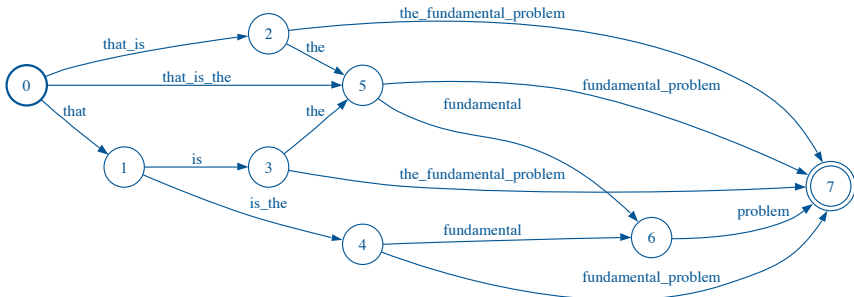 the_fundamental_problem
2
that_is
the
0
that_is_the
5
fundamental_problem
fundamental
that
the
1
is
3
the_fundamental_problem
7
is_the
problem
4
fundamental
6
fundamental_problem